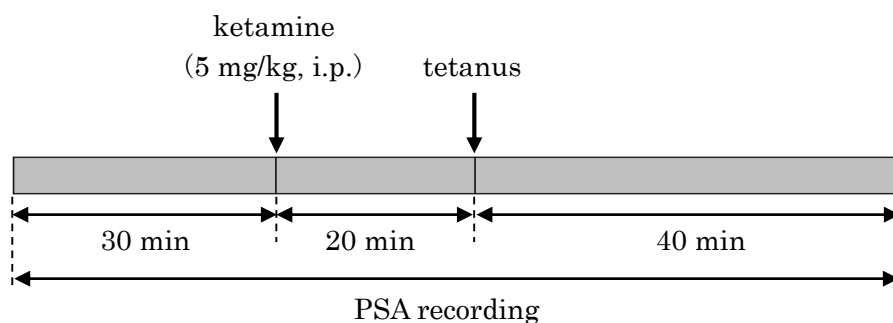 ketamine
(5 mg/kg, i.p.)
tetanus
30 min
20 min
40 min
PSA recording